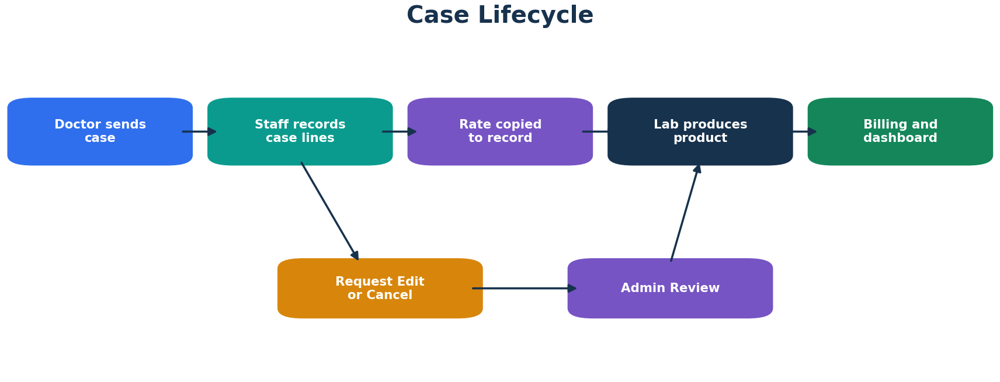 Case Lifecycle
Doctor sends
case
Staff records
case lines
Rate copied
to record
Lab produces
product
Billing and
dashboard
Request Edit
or Cancel
Admin Review